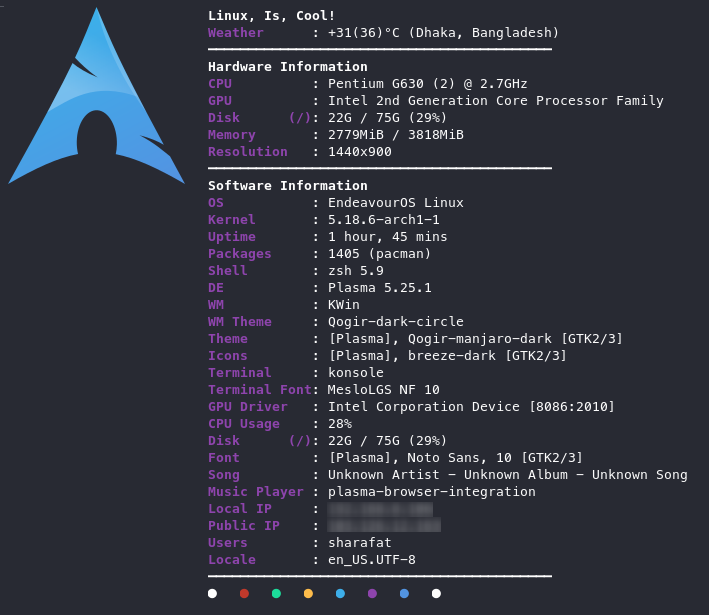 Linux, Is, Cool!
Weather : +31(36)°C (Dhaka, Bangladesh)
Hardware Information
CPU : Pentium G630 (2) @ 2.7GHz
GPU : Intel 2nd Generation Core Processor Family
Disk (/): 22G / 75G (29%)
Memory : 2779MiB / 3818MiB
Resolution : 1440x900
Software Information
OS : EndeavourOS Linux
Kernel : 5.18.6-arch1-1
Uptime : 1 hour, 45 mins
Packages : 1405 (pacman)
Shell : zsh 5.9
DE : Plasma 5.25.1
WM : KWin
WM Theme : Qogir-dark-circle
Theme : [Plasma], Qogir-manjaro-dark [GTK2/3]
Icons : [Plasma], breeze-dark [GTK2/3]
Terminal : konsole
Terminal Font: MesloLGS NF 10
GPU Driver : Intel Corporation Device [8086:2010]
CPU Usage : 28%
Disk (/): 22G / 75G (29%)
Font : [Plasma], Noto Sans, 10 [GTK2/3]
Song : Unknown Artist - Unknown Album - Unknown Song
Music Player : plasma-browser-integration
Local IP :
Public IP :
Users : sharafat
Locale : en_US.UTF-8